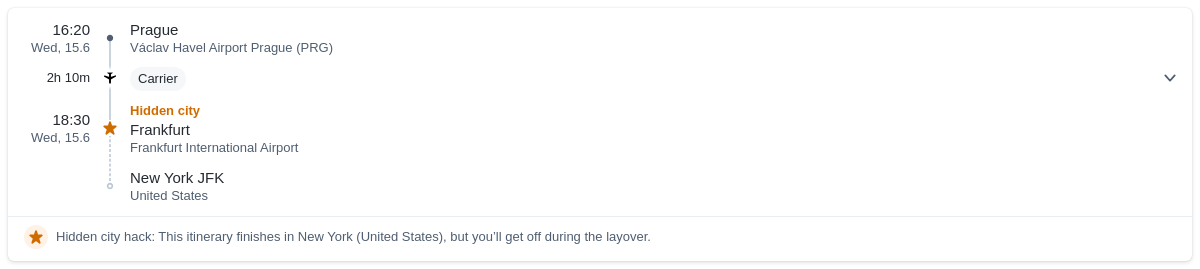 16:20
Wed, 15.6
Prague
Václav Havel Airport Prague (PRG)
2h 10m
Carrier
Hidden city
18:30
Wed, 15.6
Frankfurt
Frankfurt International Airport
New York JFK
United States
Hidden city hack: This itinerary finishes in New York (United States), but you’ll get off during the layover.